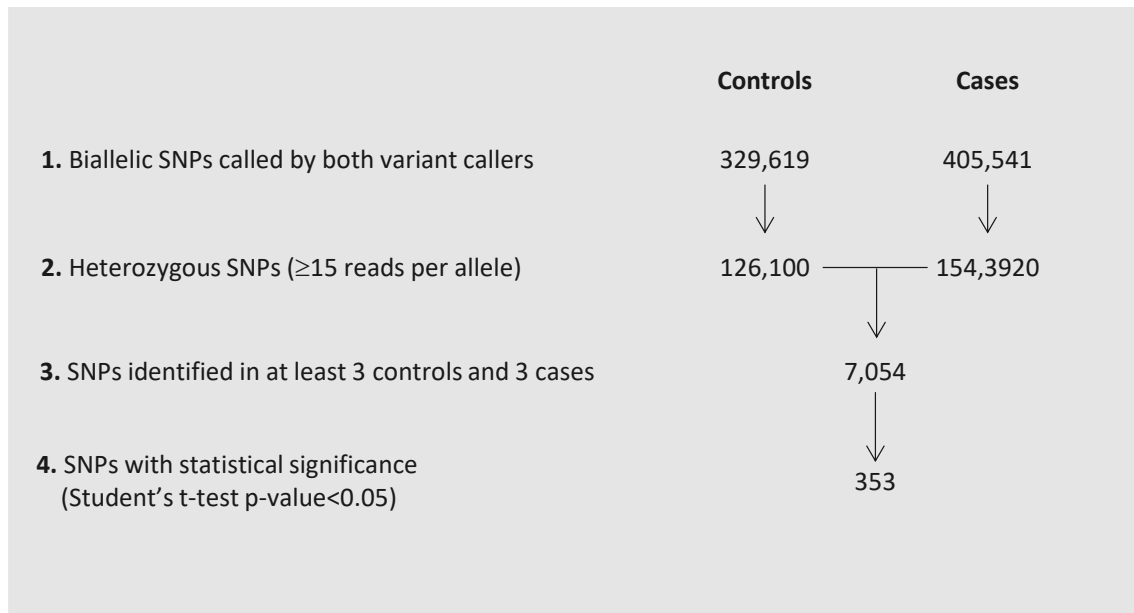 Controls Cases
1. Biallelic SNPs called by both variant callers 329,619 405,541
2. Heterozygous SNPs (≥15 reads per allele) 126,100 154,3920
3. SNPs identified in at least 3 controls and 3 cases 7,054
4. SNPs with statistical significance
(Student’s t-test p-value<0.05) 353